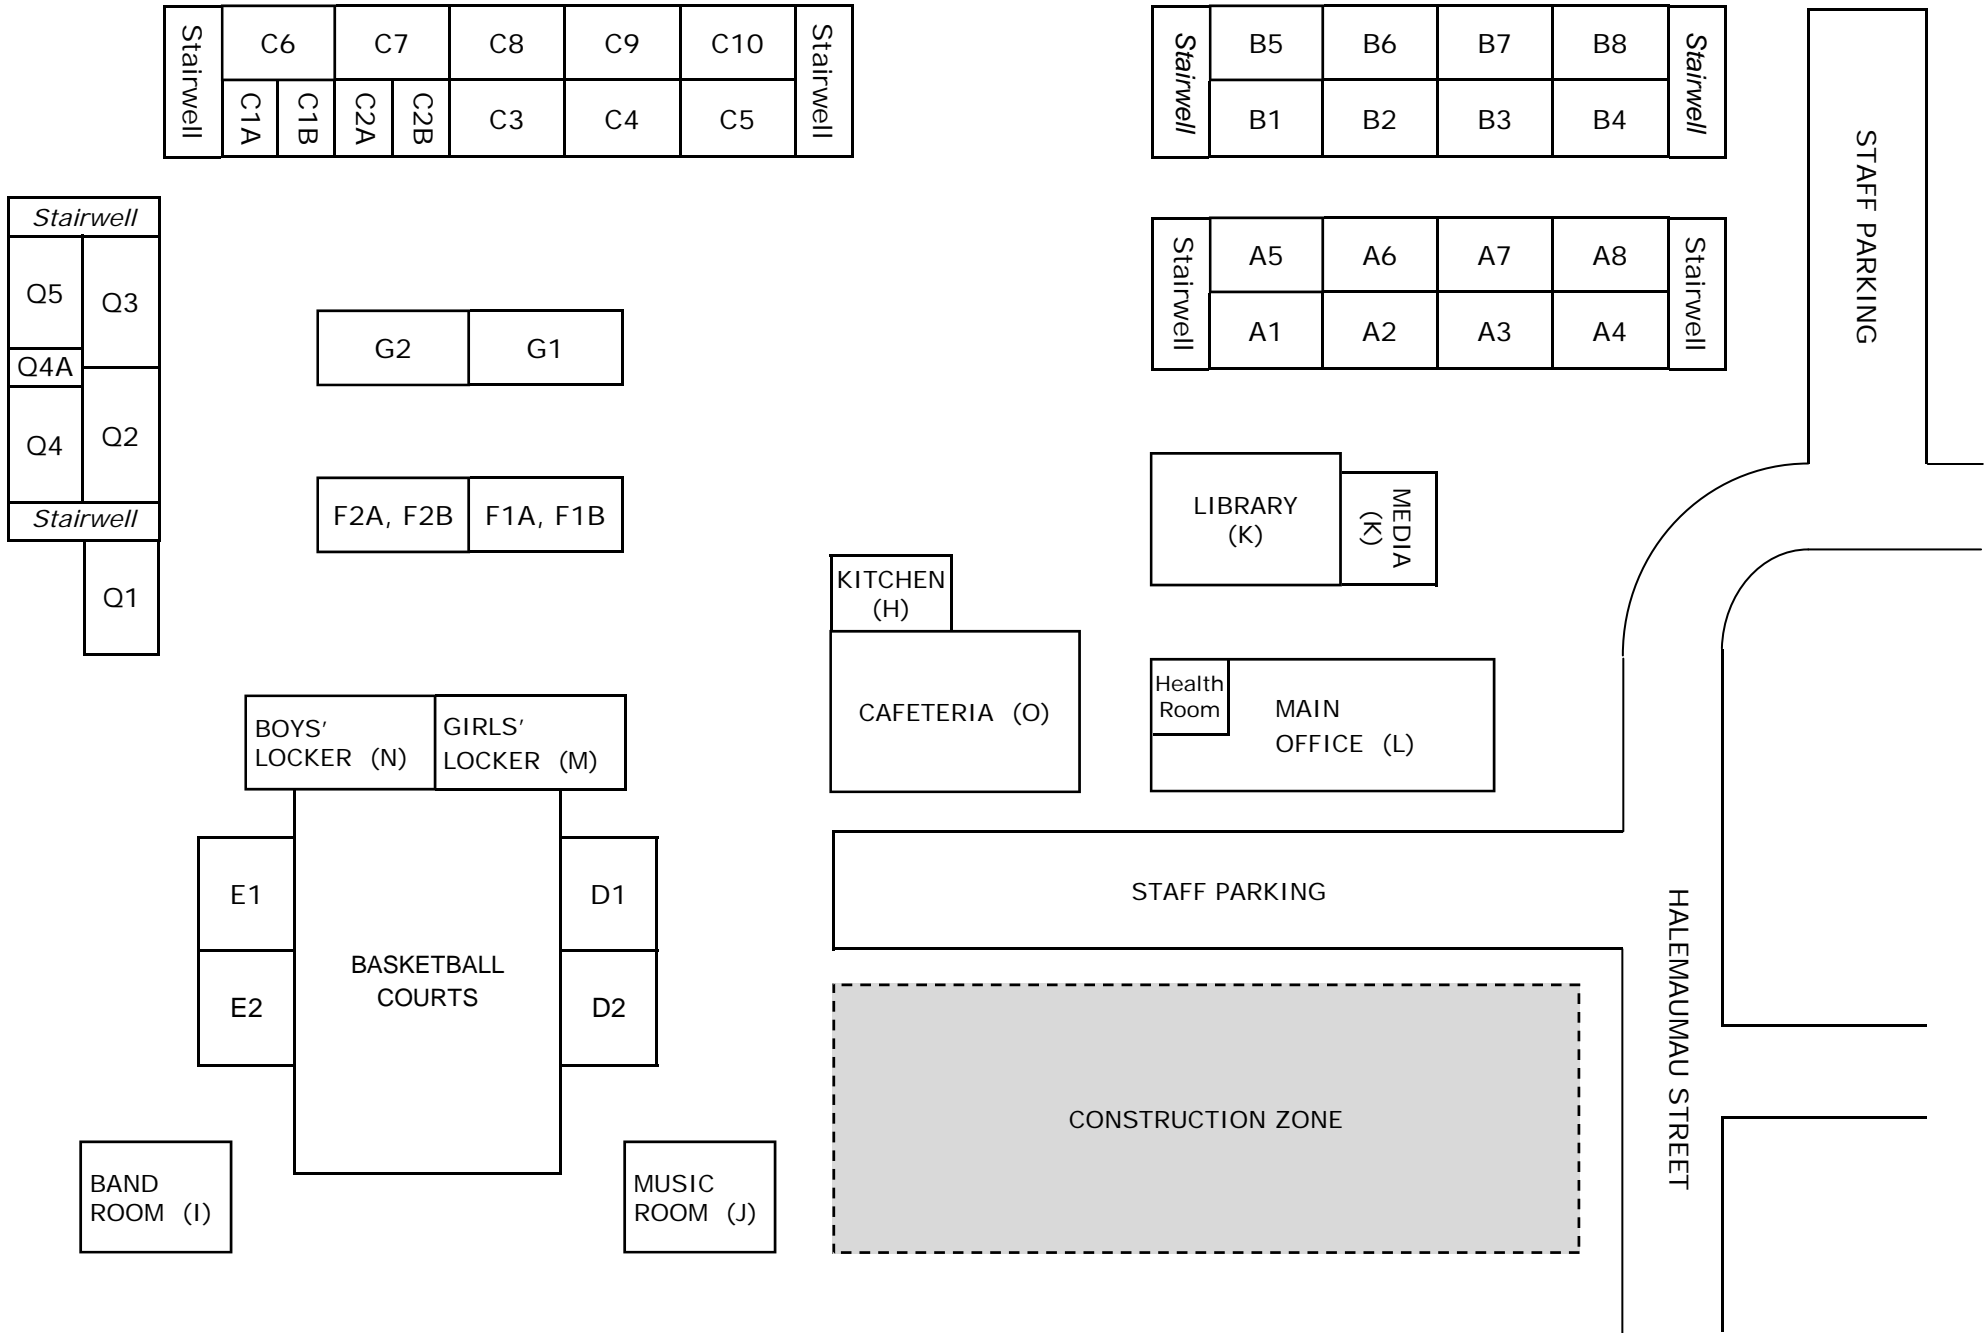 Stairwell
C6
C7
C8
C9
C10
Stairwell
C1A
C1B
C2A
C2B
C3
C4
C5
Stairwell
B5
B6
B7
B8
Stairwell
B1
B2
B3
B4
STAFF PARKING
Stairwell
Q5
Q3
Q4A
Q4
Q2
Stairwell
Q1
Stairwell
A5
A6
A7
A8
Stairwell
A1
A2
A3
A4
G2
G1
F2A, F2B
F1A, F1B
LIBRARY
(K)
MEDIA
(K)
KITCHEN
(H)
CAFETERIA (O)
Health
Room
MAIN
OFFICE (L)
BOYS’
LOCKER (N)
GIRLS’
LOCKER (M)
E1
D1
E2
D2
BASKETBALL
COURTS
STAFF PARKING
HALEMAUMAU STREET
CONSTRUCTION ZONE
BAND
ROOM (I)
MUSIC
ROOM (J)